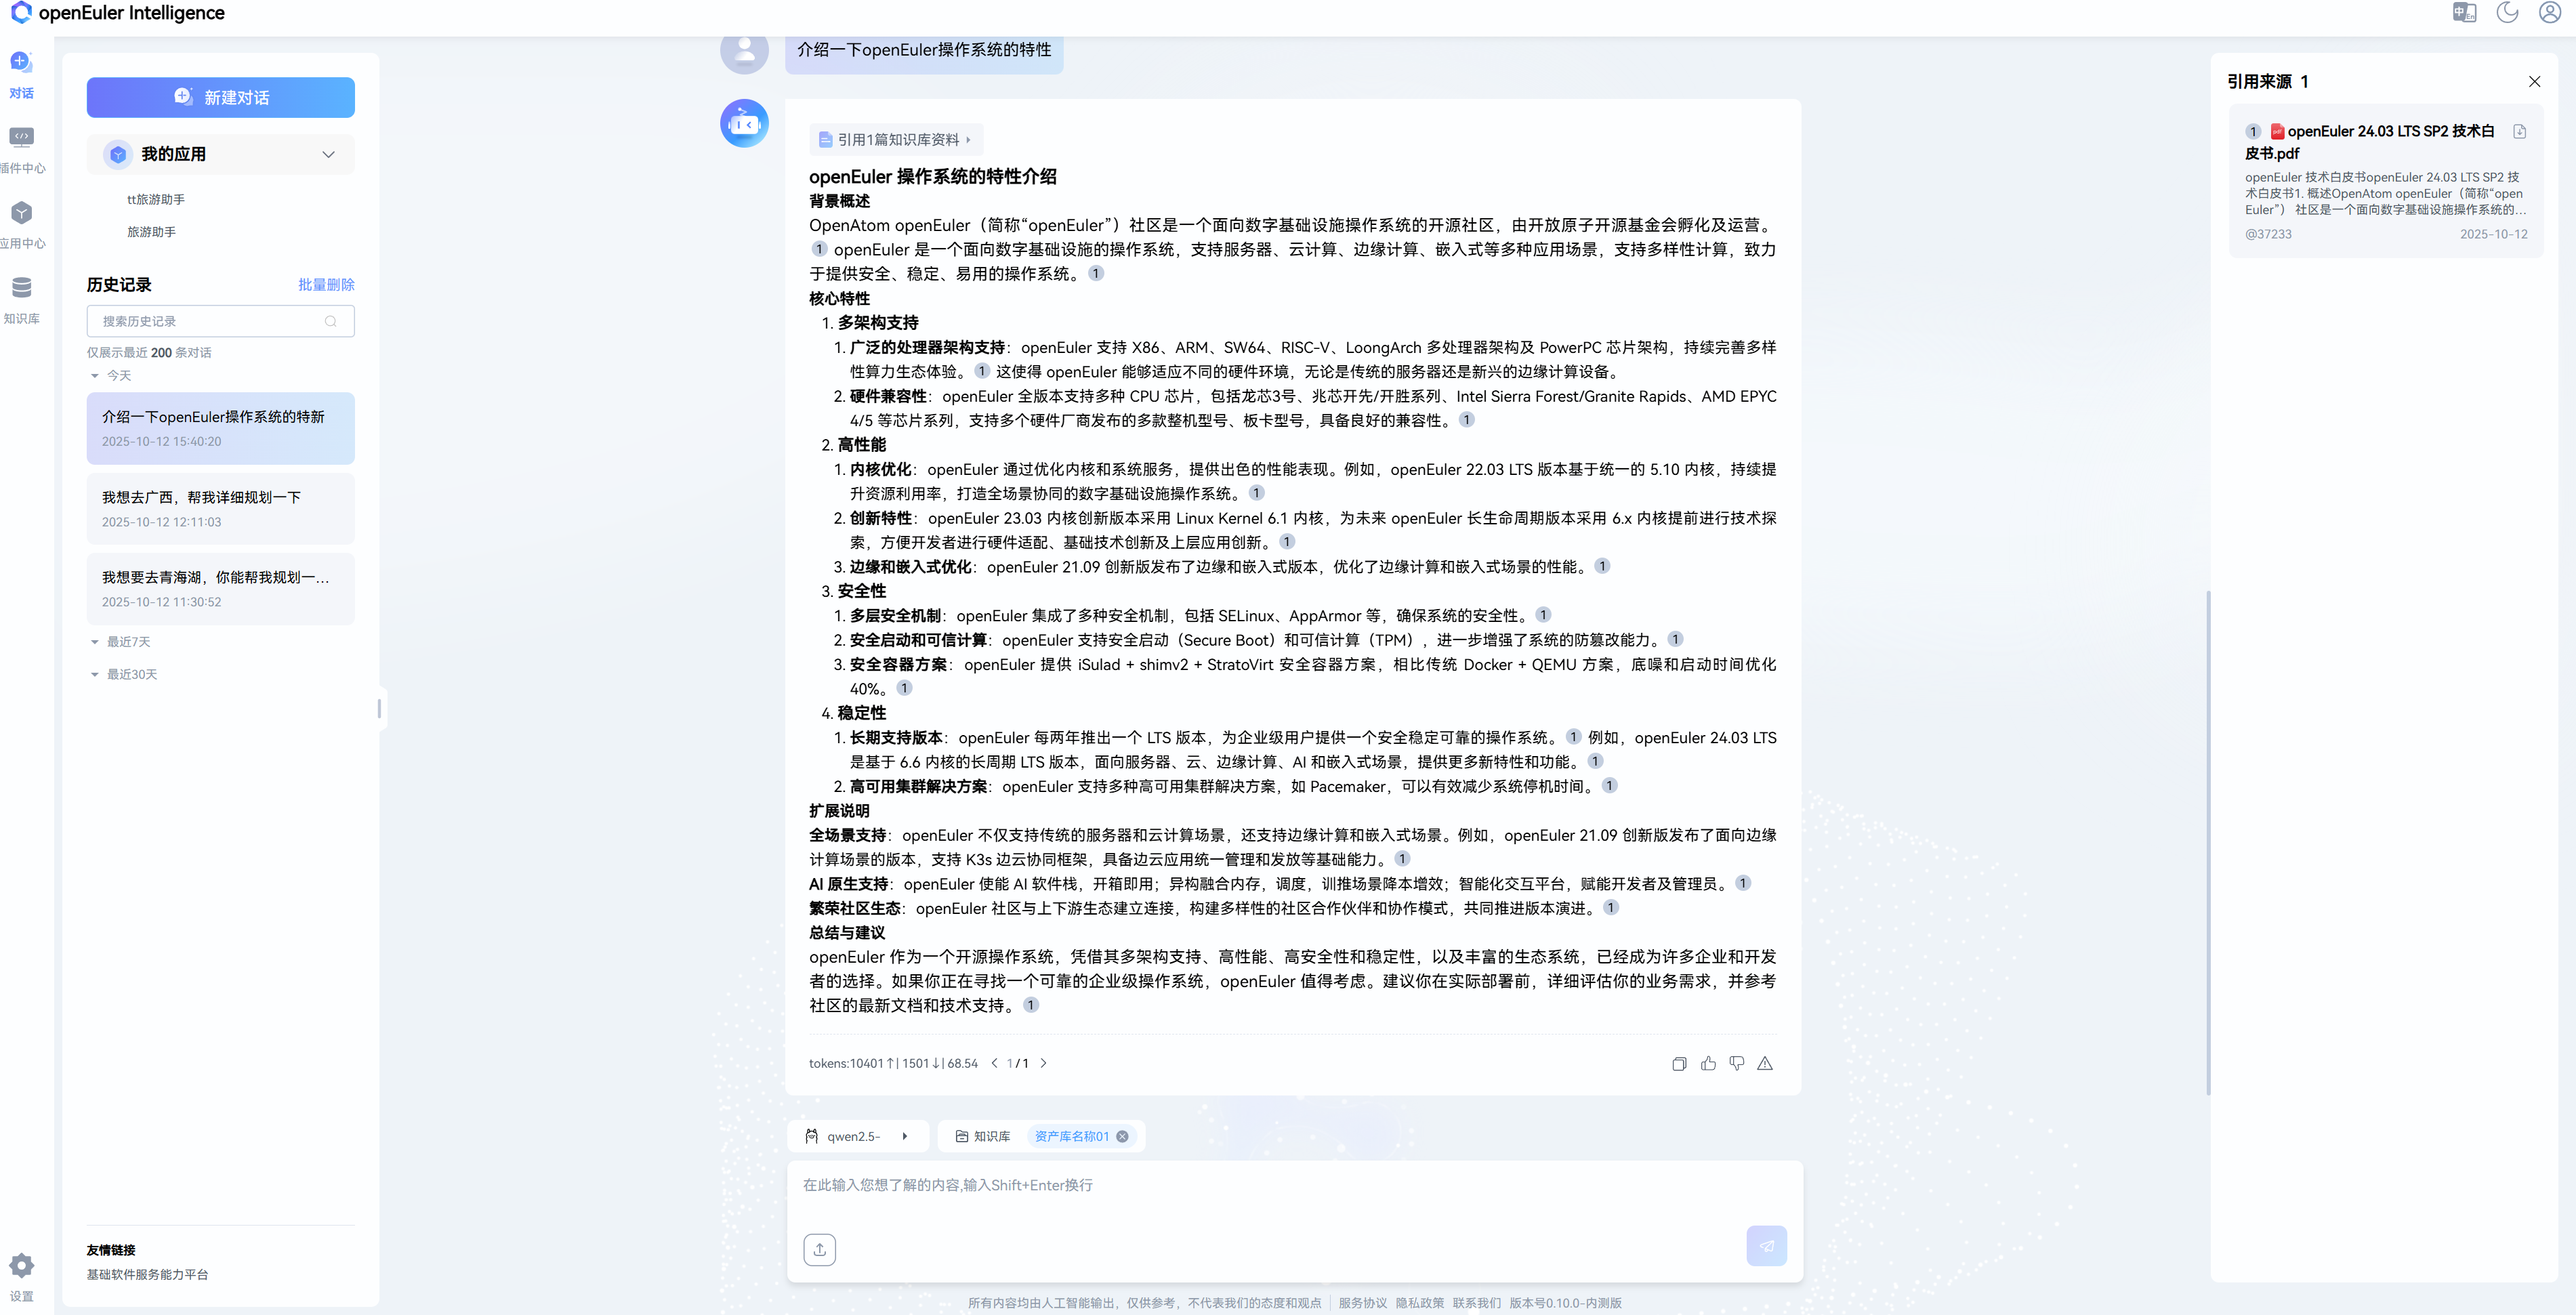 openEuler Intelligence
对话
插件中心
应用中心
知识库
设置
新建对话
我的应用
tt旅游助手
旅游助手
历史记录 批量删除
搜索历史记录
仅展示最近 200 条对话
今天
介绍一下openEuler操作系统的特新
2025-10-12 15:40:20
我想去广西，帮我详细规划一下
2025-10-12 12:11:03
我想要去青海湖，你能帮我规划一...
2025-10-12 11:30:52
最近7天
最近30天
友情链接
基础软件服务能力平台
介绍一下openEuler操作系统的特性
引用1篇知识库资料
openEuler 操作系统的特性介绍
背景概述
OpenAtom openEuler（简称“openEuler”）社区是一个面向数字基础设施操作系统的开源社区，由开放原子开源基金会孵化及运营。
1 openEuler 是一个面向数字基础设施的操作系统，支持服务器、云计算、边缘计算、嵌入式等多种应用场景，支持多样性计算，致力
于提供安全、稳定、易用的操作系统。 1
核心特性
1. 多架构支持
1. 广泛的处理器架构支持：openEuler 支持 X86、ARM、SW64、RISC-V、LoongArch 多处理器架构及 PowerPC 芯片架构，持续完善多样
性算力生态体验。 1 这使得 openEuler 能够适应不同的硬件环境，无论是传统的服务器还是新兴的边缘计算设备。
2. 硬件兼容性：openEuler 全版本支持多种 CPU 芯片，包括龙芯3号、兆芯开先/开胜系列、Intel Sierra Forest/Granite Rapids、AMD EPYC
4/5 等芯片系列，支持多个硬件厂商发布的多款整机型号、板卡型号，具备良好的兼容性。 1
2. 高性能
1. 内核优化：openEuler 通过优化内核和系统服务，提供出色的性能表现。例如，openEuler 22.03 LTS 版本基于统一的 5.10 内核，持续提
升资源利用率，打造全场景协同的数字基础设施操作系统。 1
2. 创新特性：openEuler 23.03 内核创新版本采用 Linux Kernel 6.1 内核，为未来 openEuler 长生命周期版本采用 6.x 内核提前进行技术探
索，方便开发者进行硬件适配、基础技术创新及上层应用创新。 1
3. 边缘和嵌入式优化：openEuler 21.09 创新版发布了边缘和嵌入式版本，优化了边缘计算和嵌入式场景的性能。 1
3. 安全性
1. 多层安全机制：openEuler 集成了多种安全机制，包括 SELinux、AppArmor 等，确保系统的安全性。 1
2. 安全启动和可信计算：openEuler 支持安全启动（Secure Boot）和可信计算（TPM），进一步增强了系统的防篡改能力。 1
3. 安全容器方案：openEuler 提供 iSulad + shimv2 + StratoVirt 安全容器方案，相比传统 Docker + QEMU 方案，底噪和启动时间优化
40%。 1
4. 稳定性
1. 长期支持版本：openEuler 每两年推出一个 LTS 版本，为企业级用户提供一个安全稳定可靠的操作系统。 1 例如，openEuler 24.03 LTS
是基于 6.6 内核的长周期 LTS 版本，面向服务器、云、边缘计算、AI 和嵌入式场景，提供更多新特性和功能。 1
2. 高可用集群解决方案：openEuler 支持多种高可用集群解决方案，如 Pacemaker，可以有效减少系统停机时间。 1
扩展说明
全场景支持：openEuler 不仅支持传统的服务器和云计算场景，还支持边缘计算和嵌入式场景。例如，openEuler 21.09 创新版发布了面向边缘
计算场景的版本，支持 K3s 边云协同框架，具备边云应用统一管理和发放等基础能力。 1
AI 原生支持：openEuler 使能 AI 软件栈，开箱即用；异构融合内存，调度，训推场景降本增效；智能化交互平台，赋能开发者及管理员。 1
繁荣社区生态：openEuler 社区与上下游生态建立连接，构建多样性的社区合作伙伴和协作模式，共同推进版本演进。 1
总结与建议
openEuler 作为一个开源操作系统，凭借其多架构支持、高性能、高安全性和稳定性，以及丰富的生态系统，已经成为许多企业和开发
者的选择。如果你正在寻找一个可靠的企业级操作系统，openEuler 值得考虑。建议你在实际部署前，详细评估你的业务需求，并参考
社区的最新文档和技术支持。 1
tokens:10401↑| 1501↓| 68.54 1/1
qwen2.5- 知识库 资产库名称01
在此输入您想了解的内容,输入Shift+Enter换行
所有内容均由人工智能输出，仅供参考，不代表我们的态度和观点 服务协议 隐私政策 联系我们 版本号0.10.0-内测版
中 En
引用来源 1
1 openEuler 24.03 LTS SP2 技术白
皮书.pdf
openEuler 技术白皮书openEuler 24.03 LTS SP2 技
术白皮书1. 概述OpenAtom openEuler（简称“open
Euler”） 社区是一个面向数字基础设施操作系统的...
@37233 2025-10-12